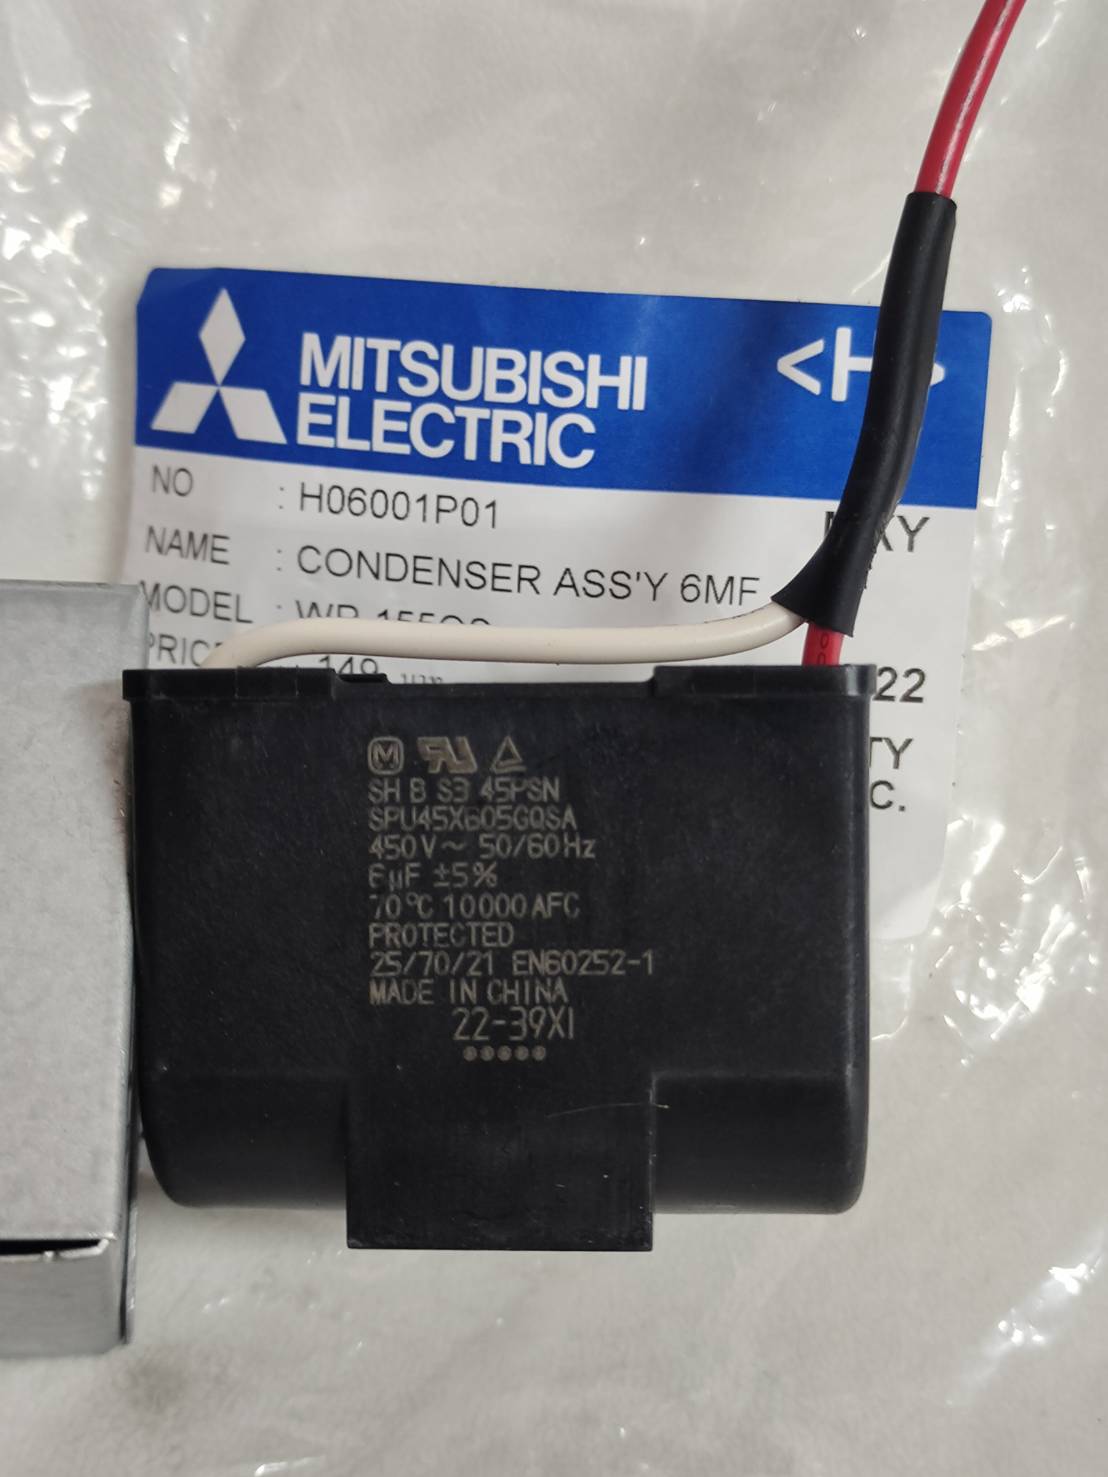 MITSUBISHI
ELECTRIC
NO : H06001P01
NAME : CONDENSER ASS'Y 6MF
MODEL :
149
22
TY
C.
SH B S3 45PSN
SPU45X605GQSA
450V~ 50/60Hz
6μF ±5%
70°C 10000AFC
PROTECTED
25/70/21 EN60252-1
MADE IN CHINA
22-39XI